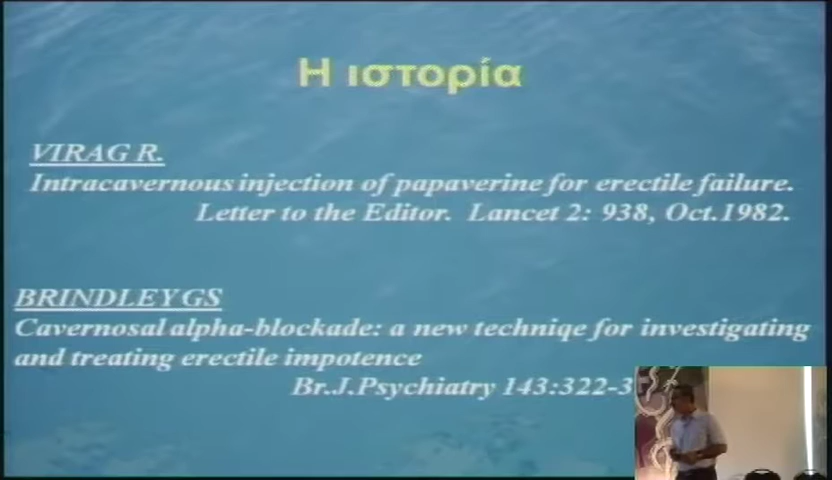 Η ιστορία
VIRAG R.
Intracavernous injection of papaverine for erectile failure.
Letter to the Editor. Lancet 2: 938, Oct.1982.
BRINDLEY GS
Cavernosal alpha-blockade: a new techniqe for investigating
and treating erectile impotence
Br.J.Psychiatry 143:322-3